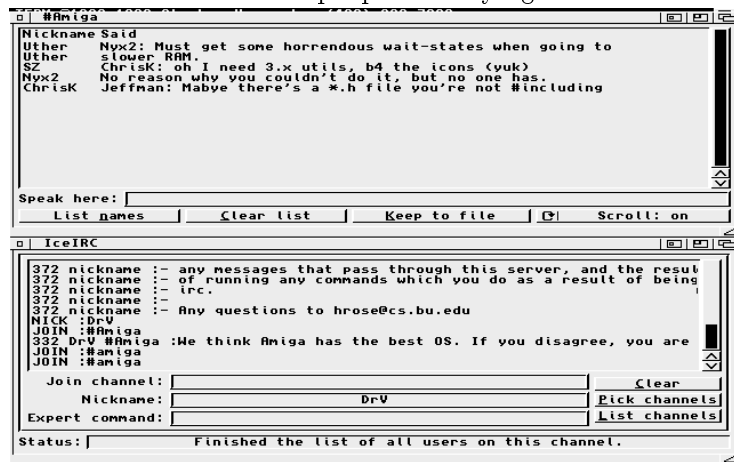 #Amiga
Nickname Said
Uther Nyx2: Must get some horrendous wait-states when going to
Uther slower RAM.
SZ ChrisK: oh I need 3.x utils, b4 the icons (yuk)
Nyx2 No reason why you couldn't do it, but no one has.
ChrisK Jeffman: Mabye there's a *.h file you're not #including
Speak here:
List names Clear list Keep to file Scroll: on
IceIRC
372 nickname :- any messages that pass through this server, and the resul
372 nickname :- of running any commands which you do as a result of being
372 nickname :- irc.
372 nickname :-
372 nickname :- Any questions to hrose@cs.bu.edu
NICK :DrV
JOIN :#Amiga
332 DrV #Amiga :We think Amiga has the best OS. If you disagree, you are
JOIN :#amiga
JOIN :#amiga
Join channel: Clear
Nickname: DrV Pick channels
Expert command: List channels
Status: Finished the list of all users on this channel.